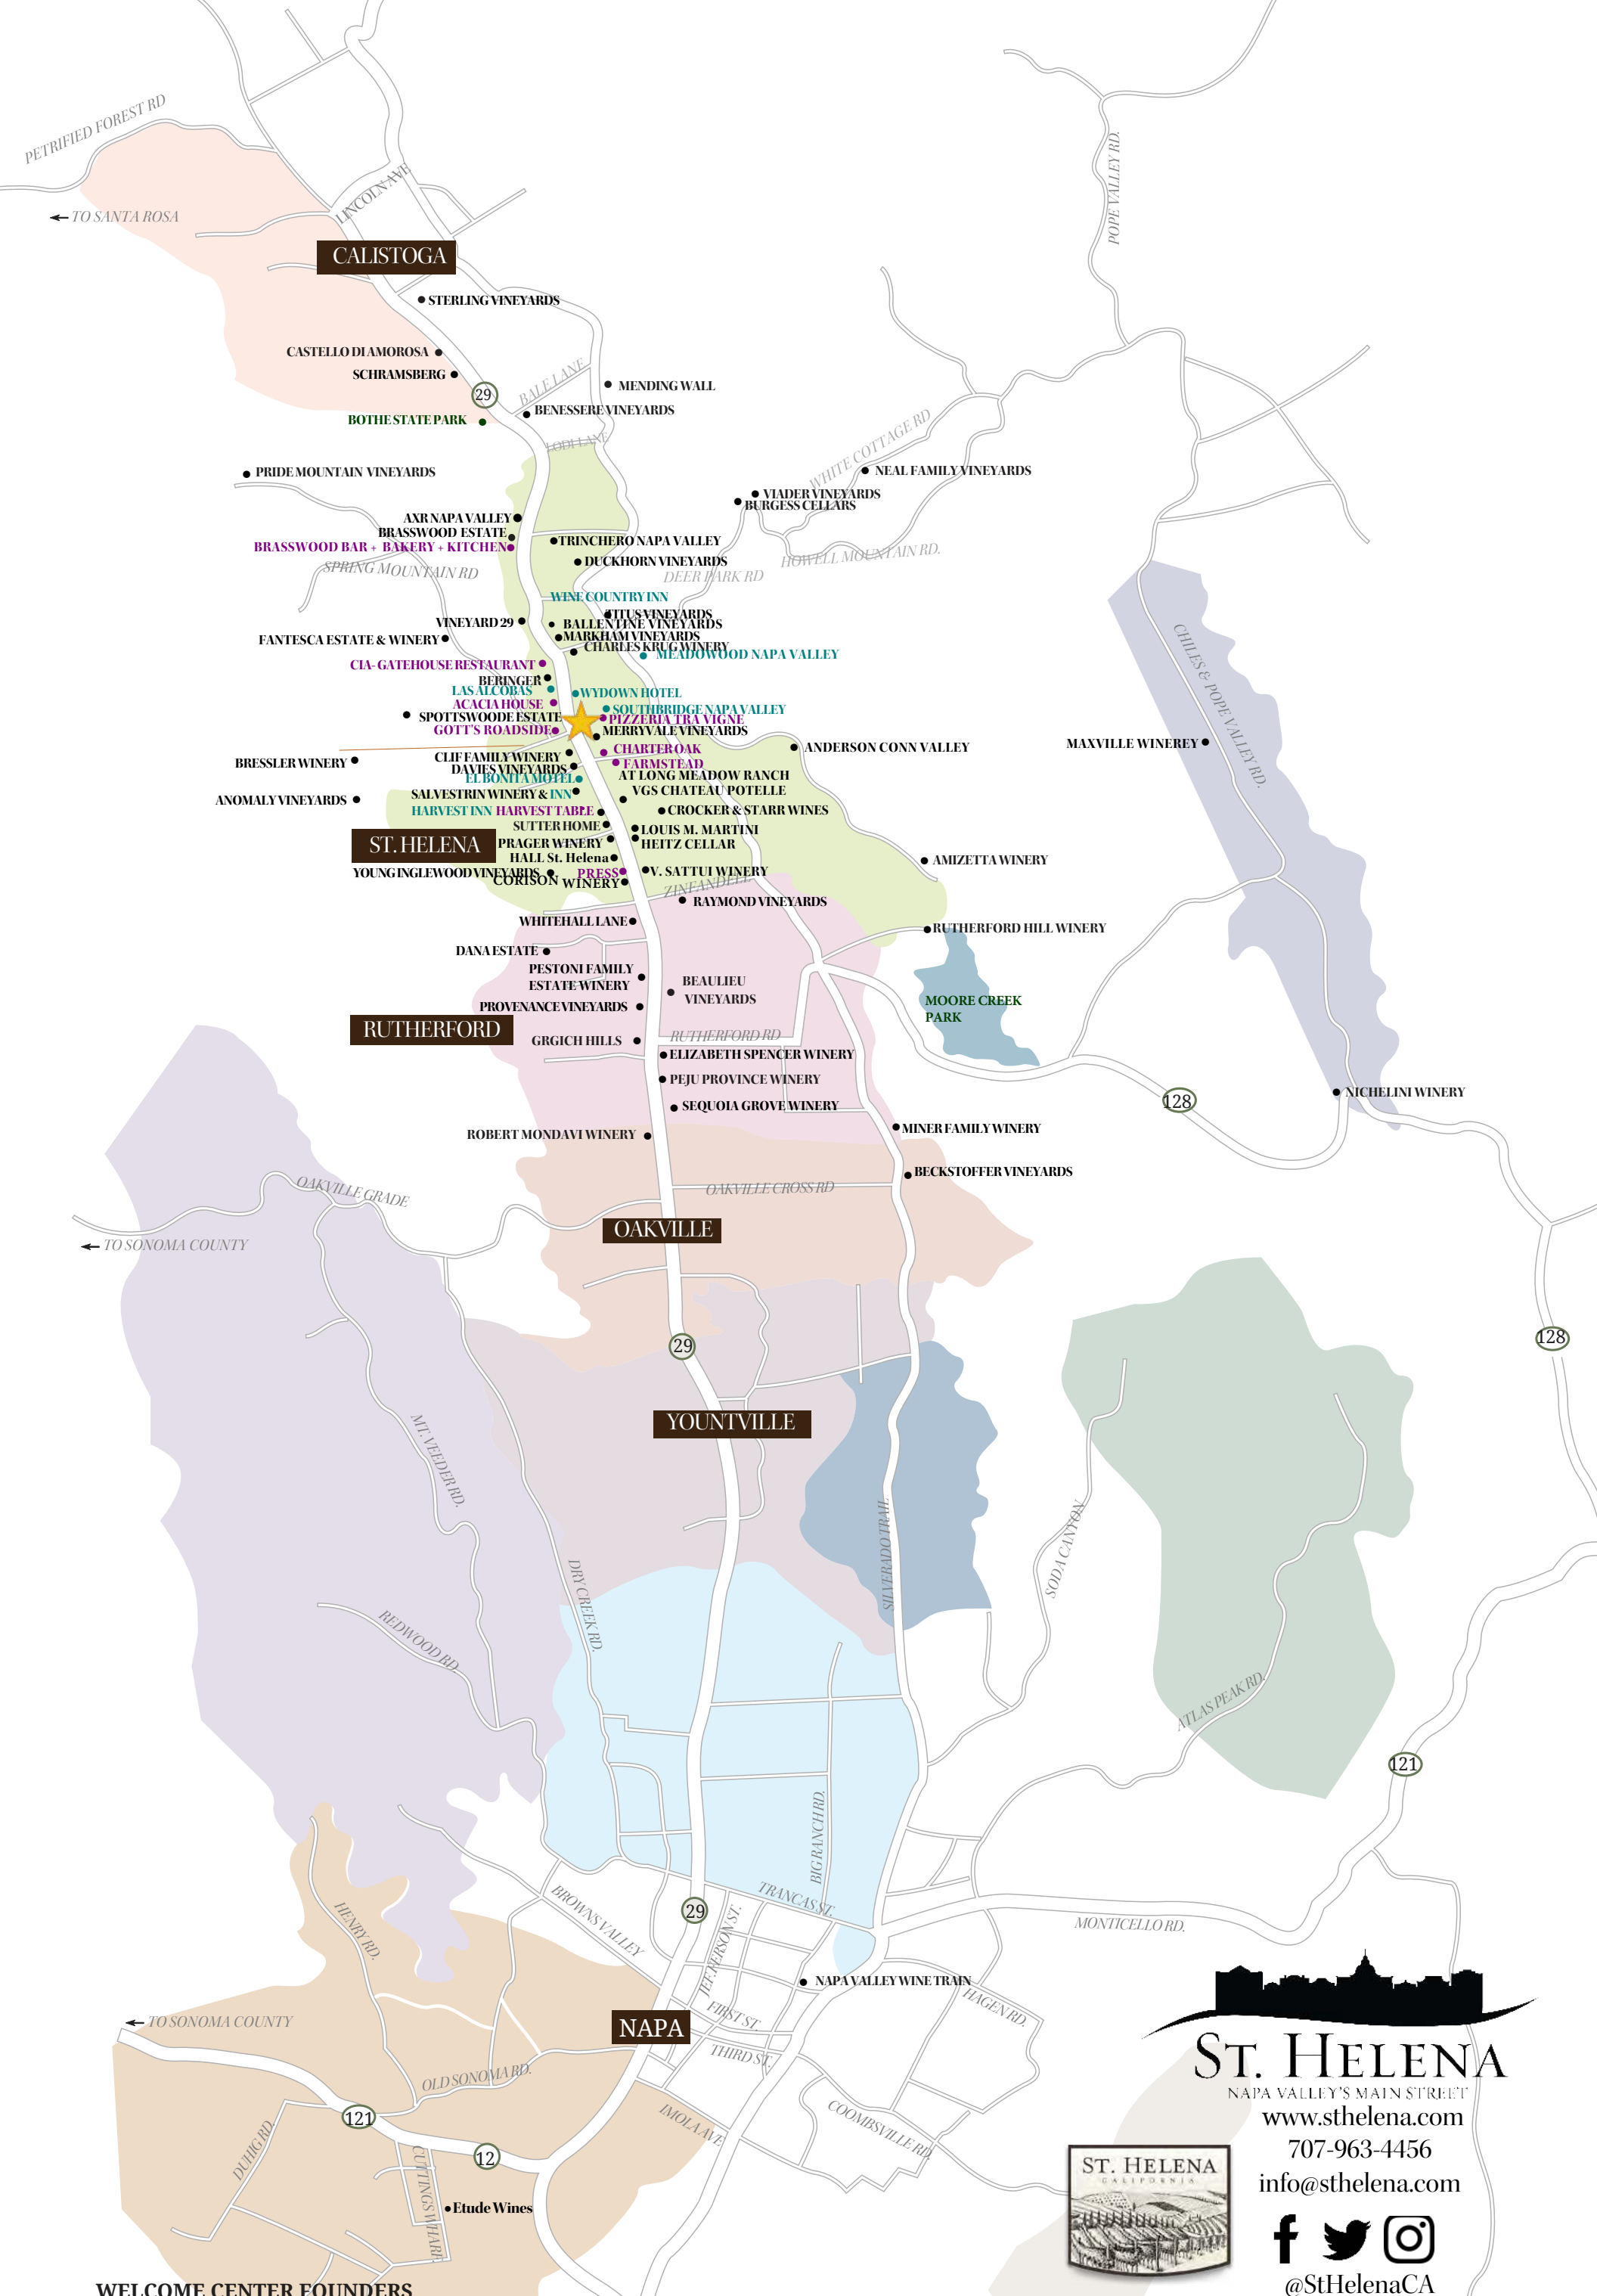 PETRIFIED FOREST RD
POPE VALLEY RD.
LINCOLN AVE
TO SANTA ROSA
CALISTOGA
STERLING VINEYARDS
CASTELLO DI AMOROSA
SCHRAMSBERG
29
BALE LANE
MENDING WALL
BENESSERE VINEYARDS
BOTHE STATE PARK
WHITE COTTAGE RD
LODI LANE
PRIDE MOUNTAIN VINEYARDS
NEAL FAMILY VINEYARDS
VIADER VINEYARDS
BURGESS CELLARS
AXR NAPA VALLEY
BRASSWOOD ESTATE
BRASSWOOD BAR + BAKERY + KITCHEN
TRINCHERO NAPA VALLEY
DUCKHORN VINEYARDS
HOWELL MOUNTAIN RD.
SPRING MOUNTAIN RD
DEER PARK RD
WINE COUNTRY INN
TITUS VINEYARDS
VINEYARD 29
BALLENTINE VINEYARDS
FANTESCA ESTATE & WINERY
MARKHAM VINEYARDS
CHARLES KRUG WINERY
MEADOWOOD NAPA VALLEY
CHILES & POPE VALLEY RD.
CIA- GATEHOUSE RESTAURANT
BERINGER
LAS ALCOBAS
WYDOWN HOTEL
ACACIA HOUSE
SOUTHBRIDGE NAPA VALLEY
SPOTTSWOODE ESTATE
PIZZERIA TRA VIGNE
GOTT'S ROADSIDE
MERRYVALE VINEYARDS
ANDERSON CONN VALLEY
MAXVILLE WINEREY
CHARTER OAK
CLIF FAMILY WINERY
BRESSLER WINERY
FARMSTEAD
DAVIES VINEYARDS
AT LONG MEADOW RANCH
EL BONITA MOTEL
VGS CHATEAU POTELLE
SALVESTRIN WINERY & INN
ANOMALY VINEYARDS
HARVEST INN HARVEST TABLE
CROCKER & STARR WINES
SUTTER HOME
LOUIS M. MARTINI
ST. HELENA
PRAGER WINERY
HEITZ CELLAR
HALL St. Helena
AMIZETTA WINERY
YOUNG INGLEWOOD VINEYARDS
PRESS
V. SATTUI WINERY
CORISON WINERY
ZINFANDEL
RAYMOND VINEYARDS
WHITEHALL LANE
RUTHERFORD HILL WINERY
DANA ESTATE
PESTONI FAMILY
ESTATE WINERY
BEAULIEU
VINEYARDS
MOORE CREEK
PARK
PROVENANCE VINEYARDS
RUTHERFORD
GRGICH HILLS
RUTHERFORD RD
ELIZABETH SPENCER WINERY
PEJU PROVINCE WINERY
NICHELINI WINERY
128
SEQUOIA GROVE WINERY
MINER FAMILY WINERY
ROBERT MONDAVI WINERY
BECKSTOFFER VINEYARDS
OAKVILLE GRADE
OAKVILLE CROSS RD
OAKVILLE
TO SONOMA COUNTY
29
128
YOUNTVILLE
MT. VEEDER RD.
SILVERADO TRAIL
SODA CANYON
DRY CREEK RD.
REDWOOD RD.
ATLAS PEAK RD.
121
BIG RANCH RD.
TRANCAS ST.
29
BROWNS VALLEY
HENRY RD.
JEFFERSON ST.
MONTICELLO RD.
NAPA VALLEY WINE TRAIN
HAGEN RD.
FIRST ST.
NAPA
TO SONOMA COUNTY
THIRD ST.
OLD SONOMA RD.
IMOLA AVE
COOMBSVILLE RD.
121
DUHIG RD.
12
CUTTINGS WHARF
Etude Wines
ST. HELENA
NAPA VALLEY'S MAIN STREET
www.sthelena.com
707-963-4456
info@sthelena.com
ST. HELENA
CALIFORNIA
@StHelenaCA
WELCOME CENTER FOUNDERS